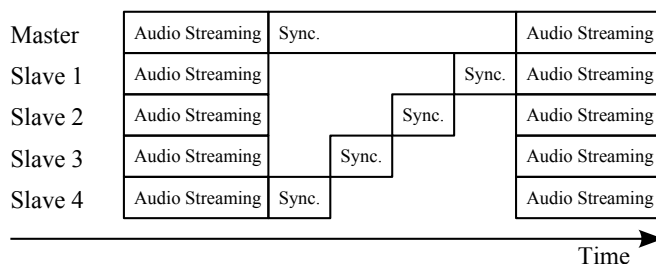 Master Audio Streaming Sync. Audio Streaming
Slave 1 Audio Streaming Sync. Audio Streaming
Slave 2 Audio Streaming Sync. Audio Streaming
Slave 3 Audio Streaming Sync. Audio Streaming
Slave 4 Audio Streaming Sync. Audio Streaming
Time